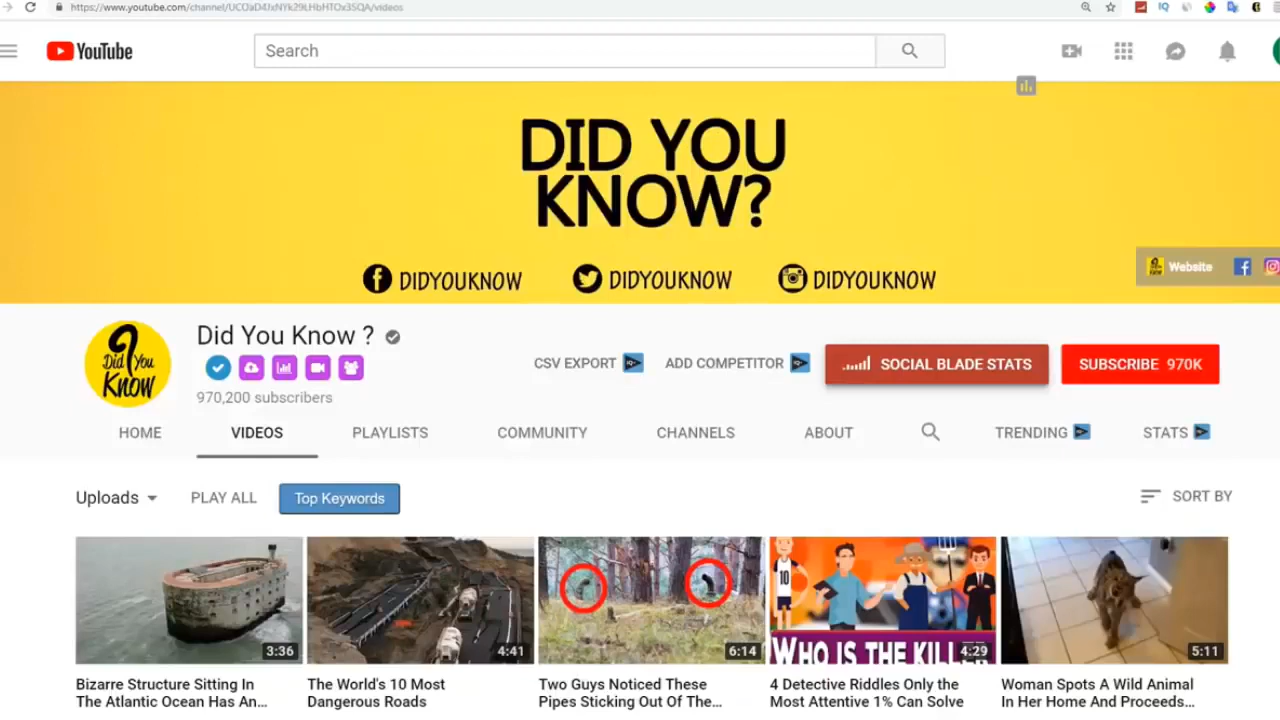 https://www.youtube.com/channel/UCOaD4JxNYk29LHbHTOx35QA/videos
YouTube
Search
DID YOU
KNOW?
DIDYOUKNOW DIDYOUKNOW DIDYOUKNOW
Website
Did You Know
Did You Know ?
970,200 subscribers
CSV EXPORT ADD COMPETITOR SOCIAL BLADE STATS SUBSCRIBE 970K
HOME VIDEOS PLAYLISTS COMMUNITY CHANNELS ABOUT TRENDING STATS
Uploads PLAY ALL Top Keywords SORT BY
10
WHO IS THE KILLE
3:36 4:41 6:14 4:29 5:11
Bizarre Structure Sitting In
The Atlantic Ocean Has An...
The World's 10 Most
Dangerous Roads
Two Guys Noticed These
Pipes Sticking Out Of The...
4 Detective Riddles Only the
Most Attentive 1% Can Solve
Woman Spots A Wild Animal
In Her Home And Proceeds...